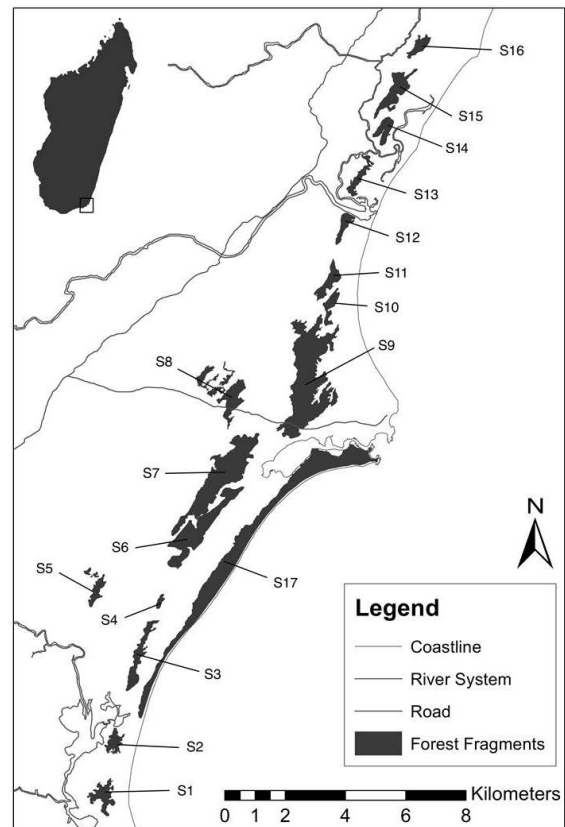 S16
S15
S14
S13
S12
S11
S10
S9
S8
S7
S6
S5
S4
S17
S3
S2
S1
N
Legend
Coastline
River System
Road
Forest Fragments
Kilometers
0 1 2 4 6 8